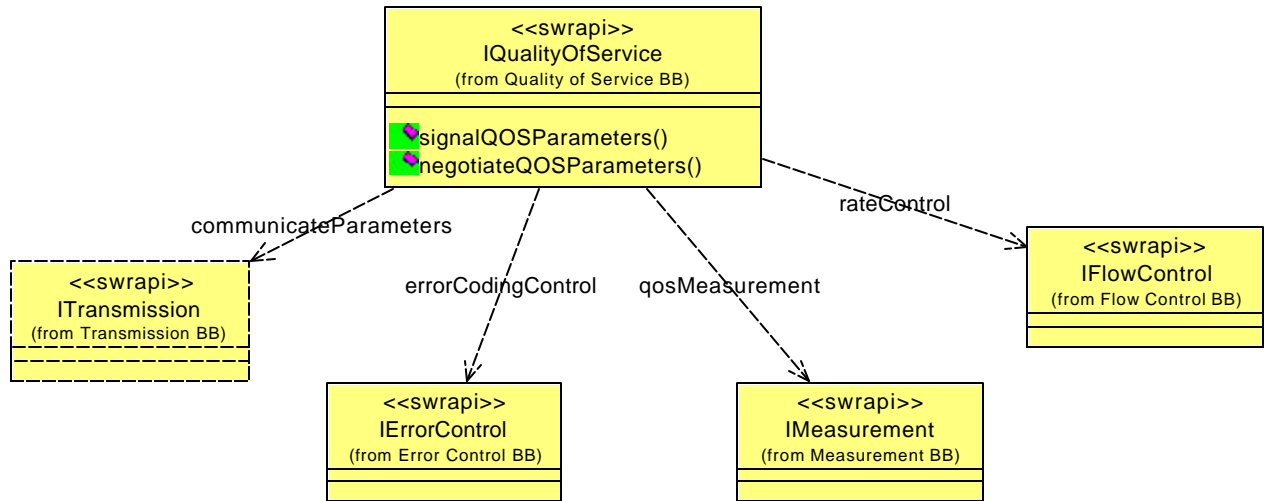 <<swrapi>>
IQualityOfService
(from Quality of Service BB)
signalQOSParameters()
negotiateQOSParameters()
communicateParameters
rateControl
errorCodingControl
qosMeasurement
<<swrapi>>
ITransmission
(from Transmission BB)
<<swrapi>>
IFlowControl
(from Flow Control BB)
<<swrapi>>
IErrorControl
(from Error Control BB)
<<swrapi>>
IMeasurement
(from Measurement BB)